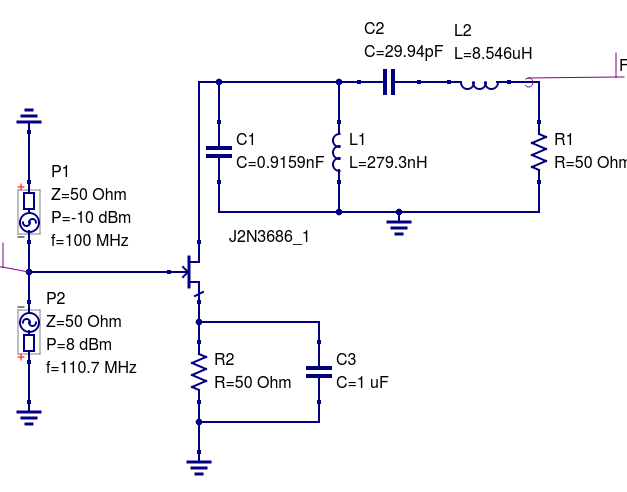 C2
C=29.94pF
L2
L=8.546uH
F
C1
C=0.9159nF
L1
L=279.3nH
R1
R=50 Ohm
P1
Z=50 Ohm
P=-10 dBm
f=100 MHz
J2N3686_1
P2
Z=50 Ohm
P=8 dBm
f=110.7 MHz
R2
R=50 Ohm
C3
C=1 uF